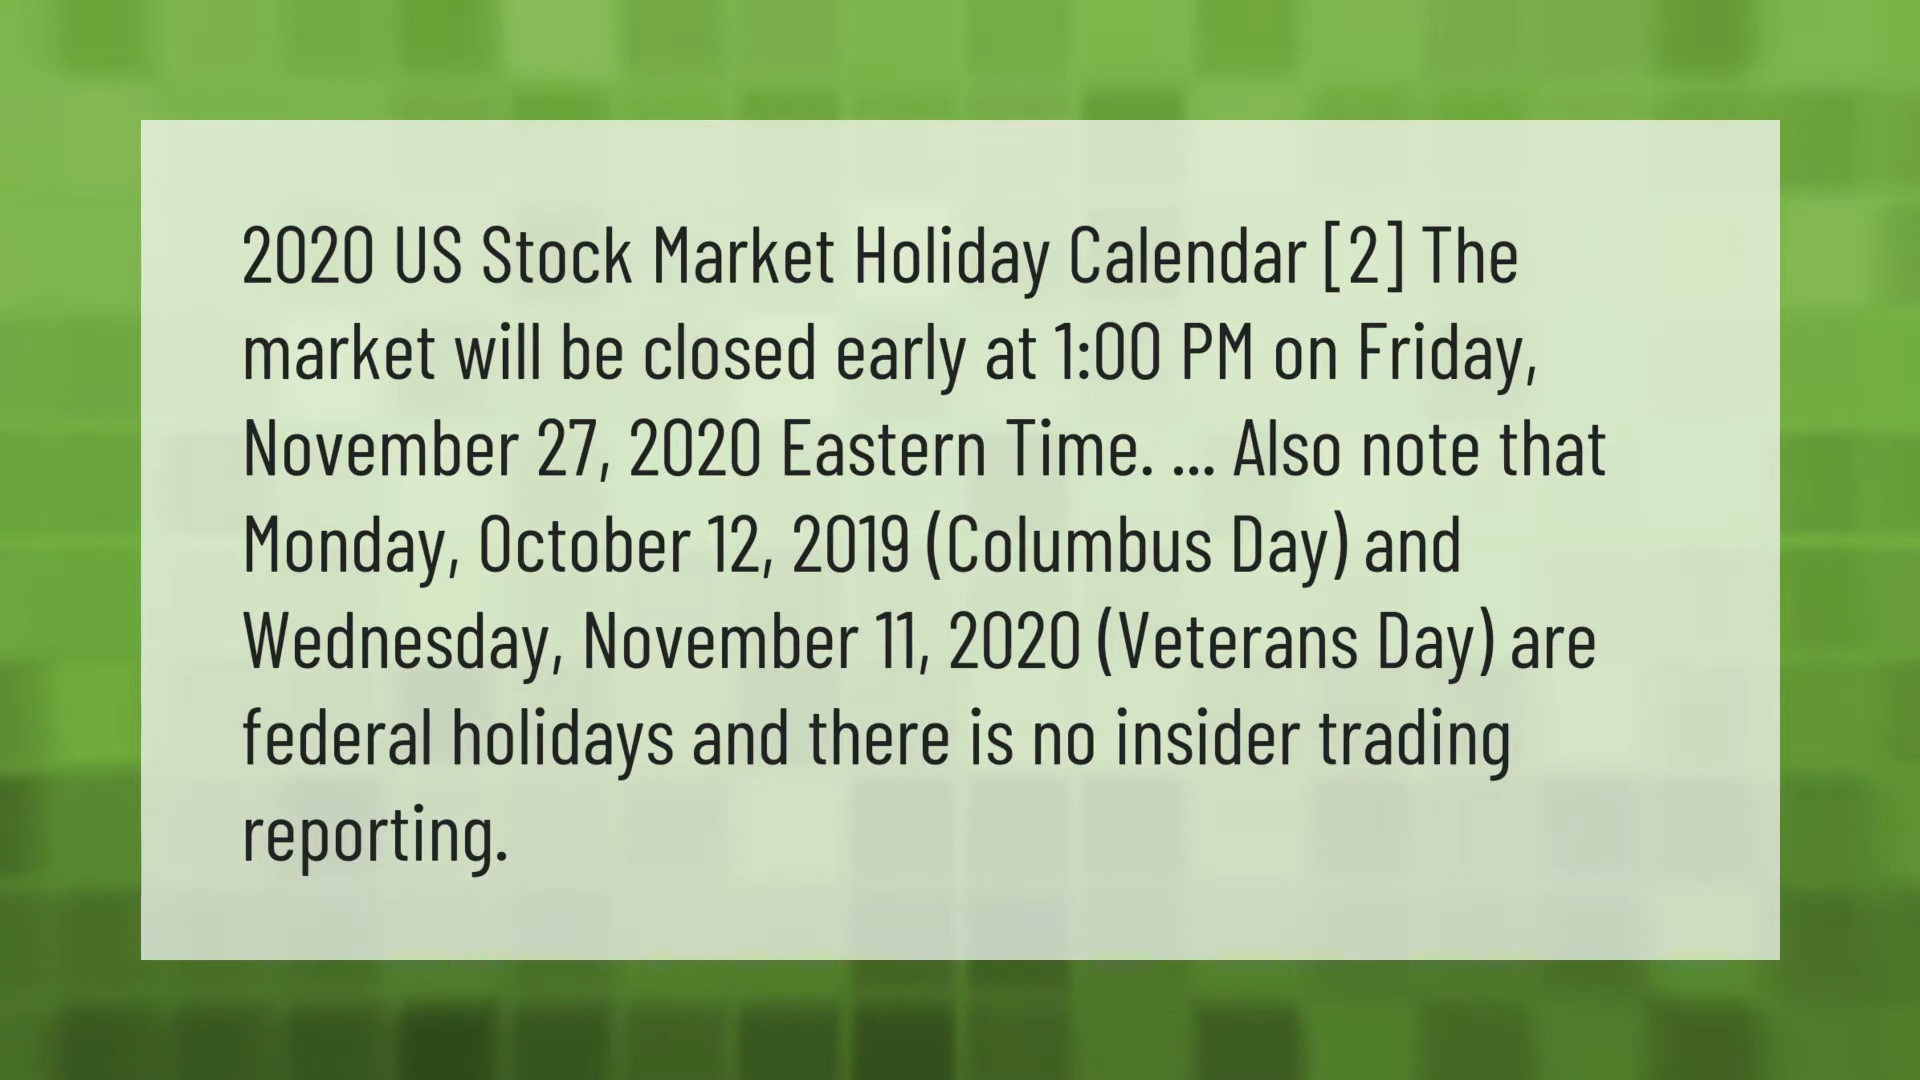 2020 US Stock Market Holiday Calendar [2] The
market will be closed early at 1:00 PM on Friday,
November 27, 2020 Eastern Time. ... Also note that
Monday, October 12, 2019 (Columbus Day) and
Wednesday, November 11, 2020 (Veterans Day) are
federal holidays and there is no insider trading
reporting.